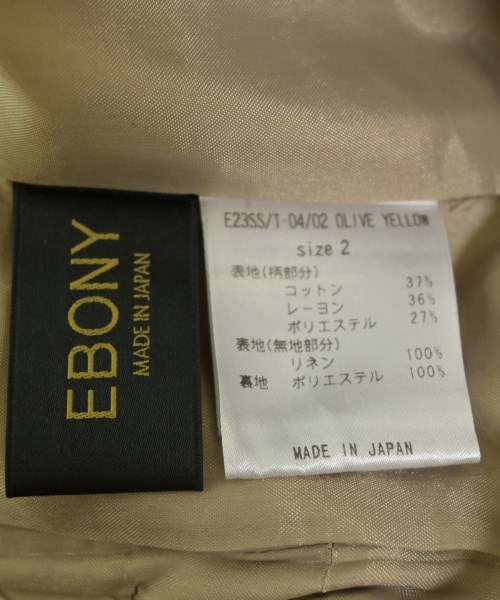 EBONY
MADE IN JAPAN
E23SS/T-04/02 OLIVE YELLOW
size 2
表地(柄部分)
コットン 37%
レーヨン 36%
ポリエステル 27%
表地(無地部分)
リネン 100%
裏地 ポリエステル 100%
MADE IN JAPAN